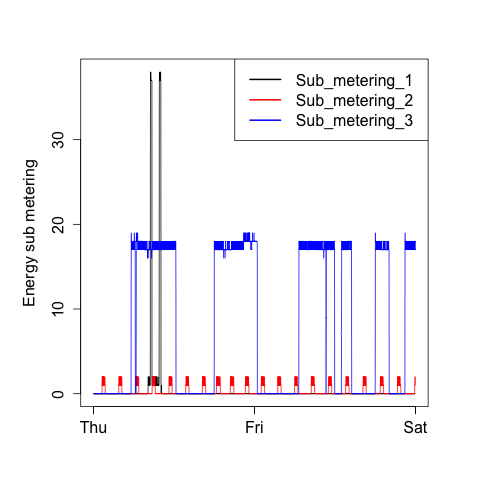 Sub_metering_1
Sub_metering_2
Sub_metering_3
Energy sub metering
30
20
10
0
Thu
Fri
Sat